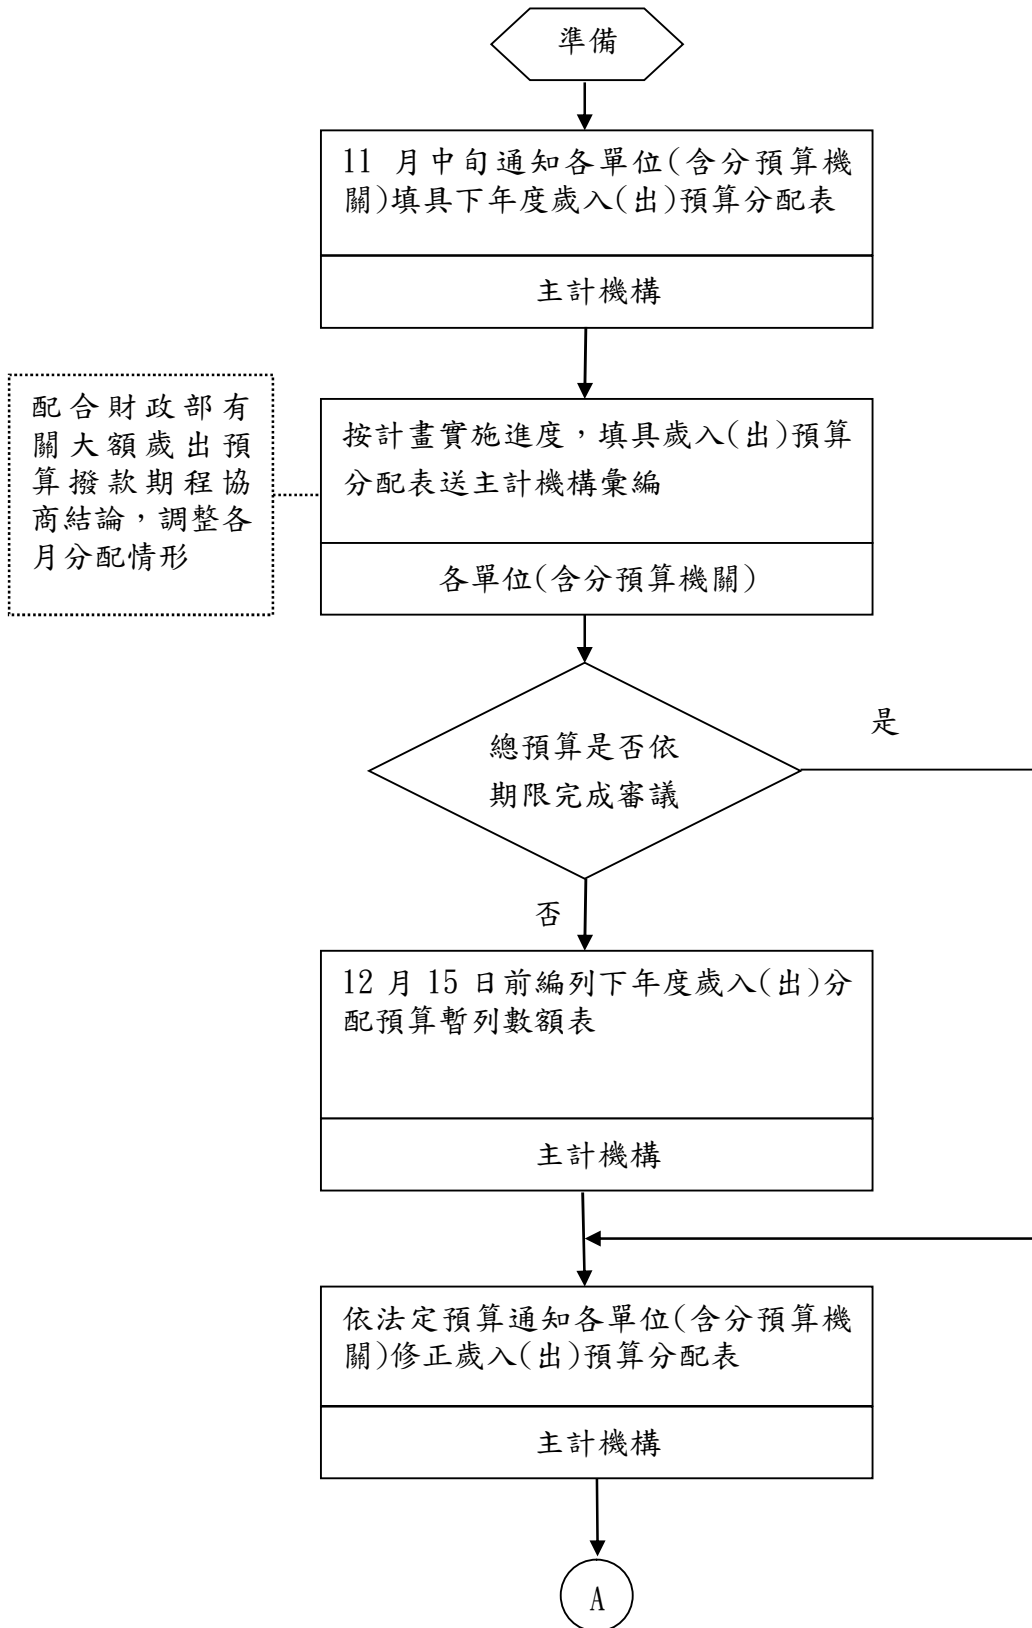 準備
11 月中旬通知各單位(含分預算機
關)填具下年度歲入(出)預算分配表
主計機構
配合財政部有
關大額歲出預
算撥款期程協
商結論，調整各
月分配情形
按計畫實施進度，填具歲入(出)預算
分配表送主計機構彙編
各單位(含分預算機關)
總預算是否依
期限完成審議
是
否
12 月 15 日前編列下年度歲入(出)分
配預算暫列數額表
主計機構
依法定預算通知各單位(含分預算機
關)修正歲入(出)預算分配表
主計機構
A